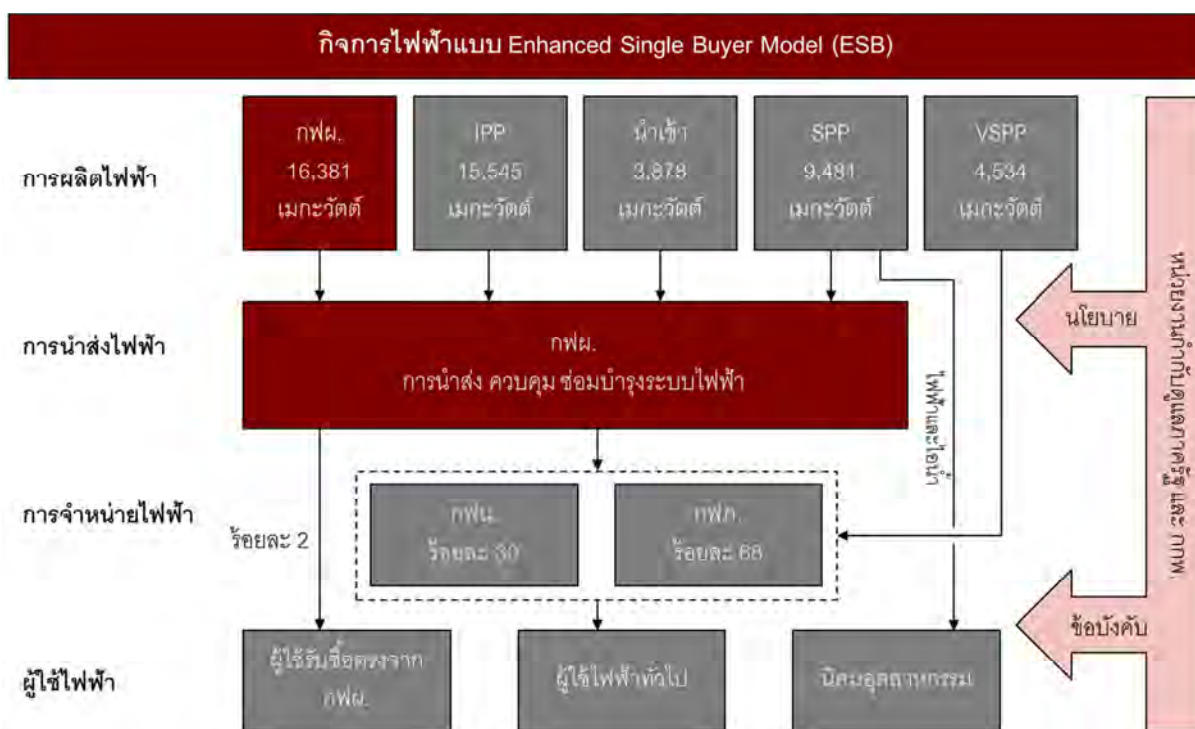 กิจการไฟฟ้าแบบ Enhanced Single Buyer Model (ESB)
การผลิตไฟฟ้า
กฟผ.
16,381
เมกะวัตต์
IPP
15,545
เมกะวัตต์
นำเข้า
3,878
เมกะวัตต์
SPP
9,481
เมกะวัตต์
VSPP
4,534
เมกะวัตต์
การนำส่งไฟฟ้า
กฟผ.
การนำส่ง ควบคุม ซ่อมบำรุงระบบไฟฟ้า
ไฟฟ้าและไอน้ำ
นโยบาย
หน่วยงานกำกับดูแลภาครัฐ และ กกพ.
การจำหน่ายไฟฟ้า
ร้อยละ 2
กฟน.
ร้อยละ 30
กฟภ.
ร้อยละ 68
ข้อบังคับ
ผู้ใช้ไฟฟ้า
ผู้ใช้รับซื้อตรงจาก
กฟผ.
ผู้ใช้ไฟฟ้าทั่วไป
นิคมอุตสาหกรรม